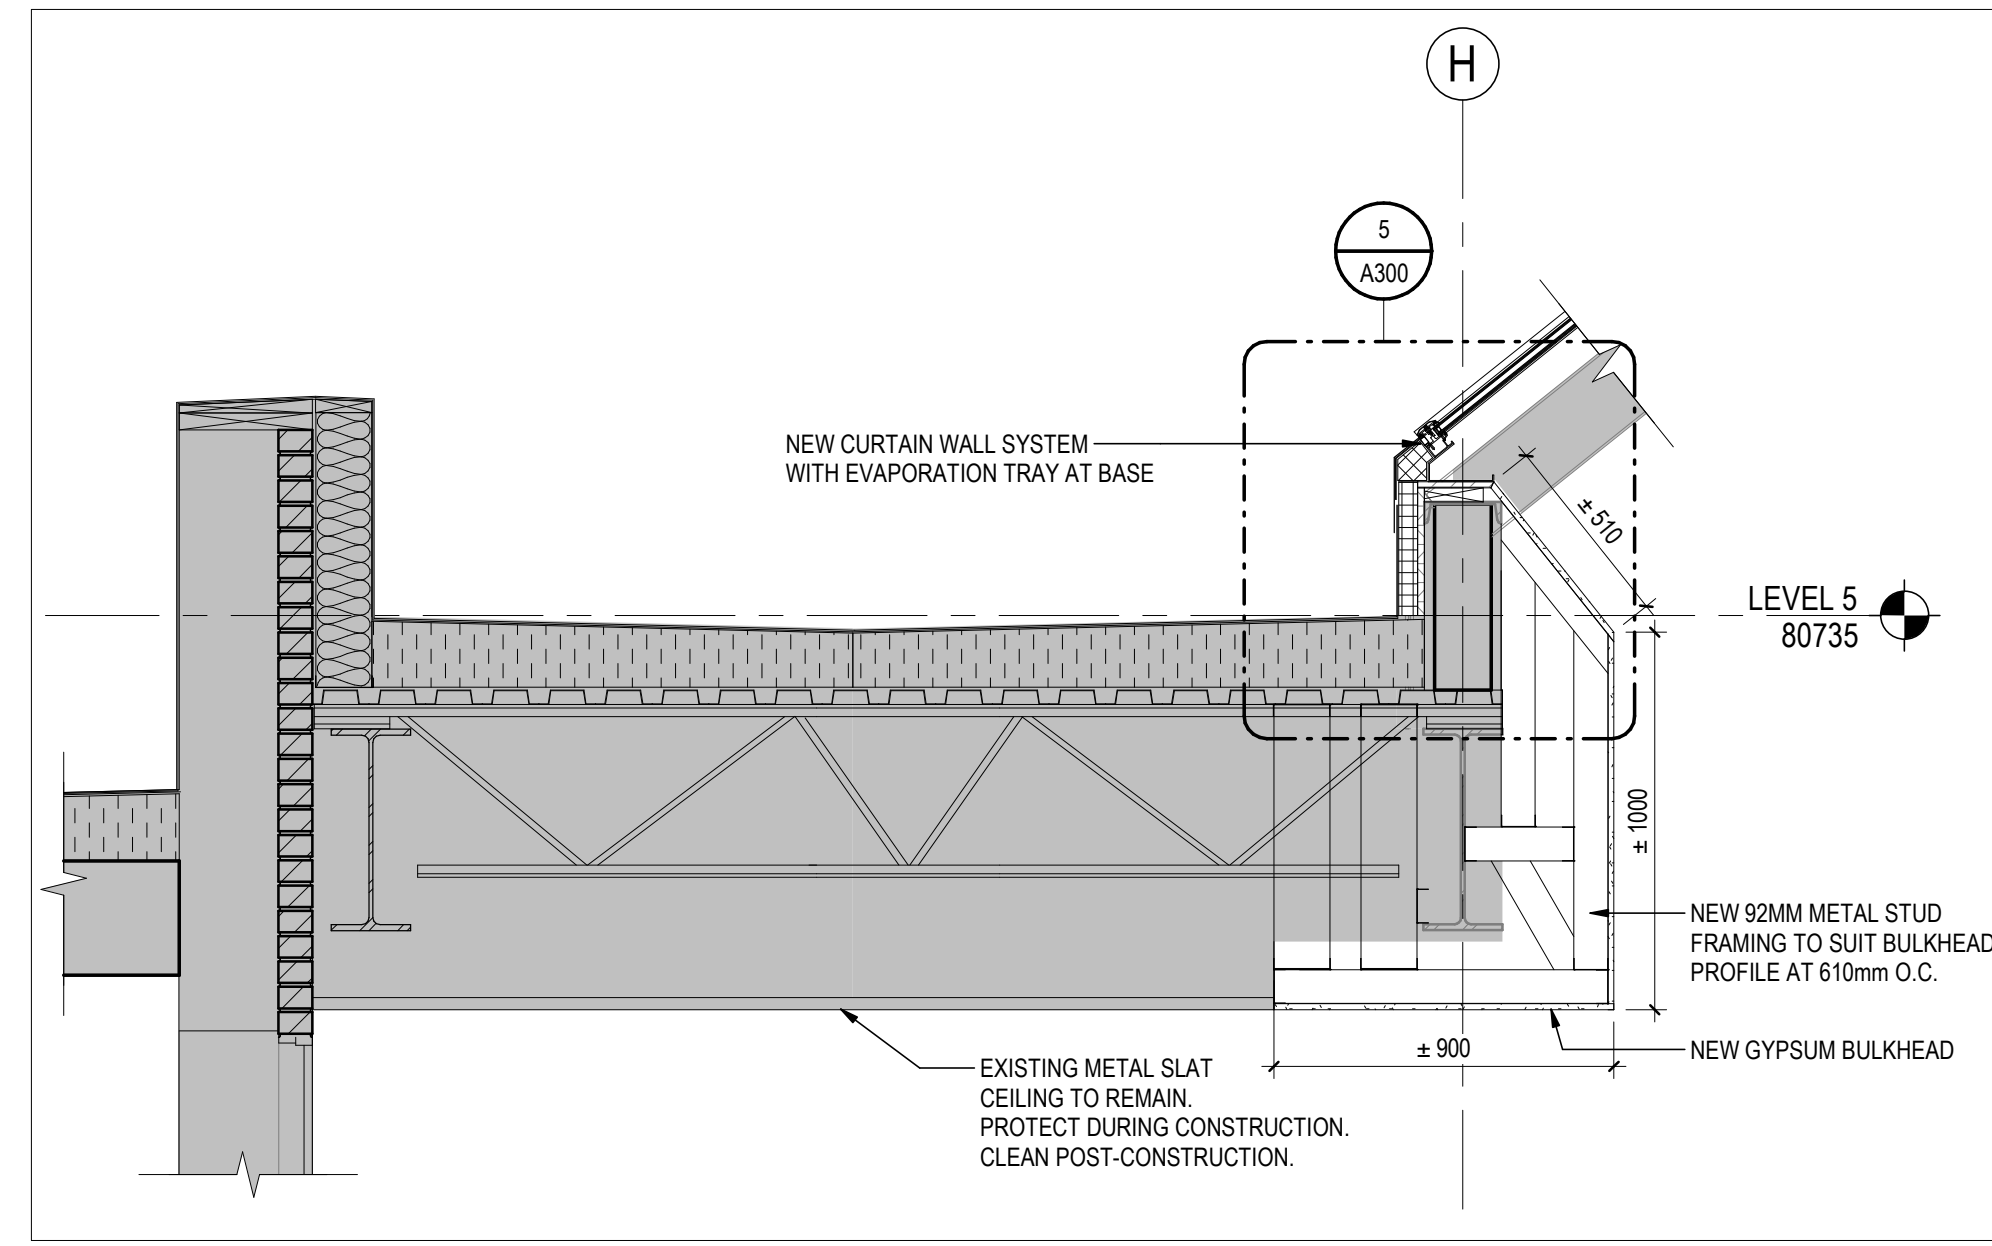 H
5
A300
NEW CURTAIN WALL SYSTEM
WITH EVAPORATION TRAY AT BASE
± 510
LEVEL 5
80735
± 1000
NEW 92MM METAL STUD
FRAMING TO SUIT BULKHEAD
PROFILE AT 610mm O.C.
± 900
NEW GYPSUM BULKHEAD
EXISTING METAL SLAT
CEILING TO REMAIN.
PROTECT DURING CONSTRUCTION.
CLEAN POST-CONSTRUCTION.